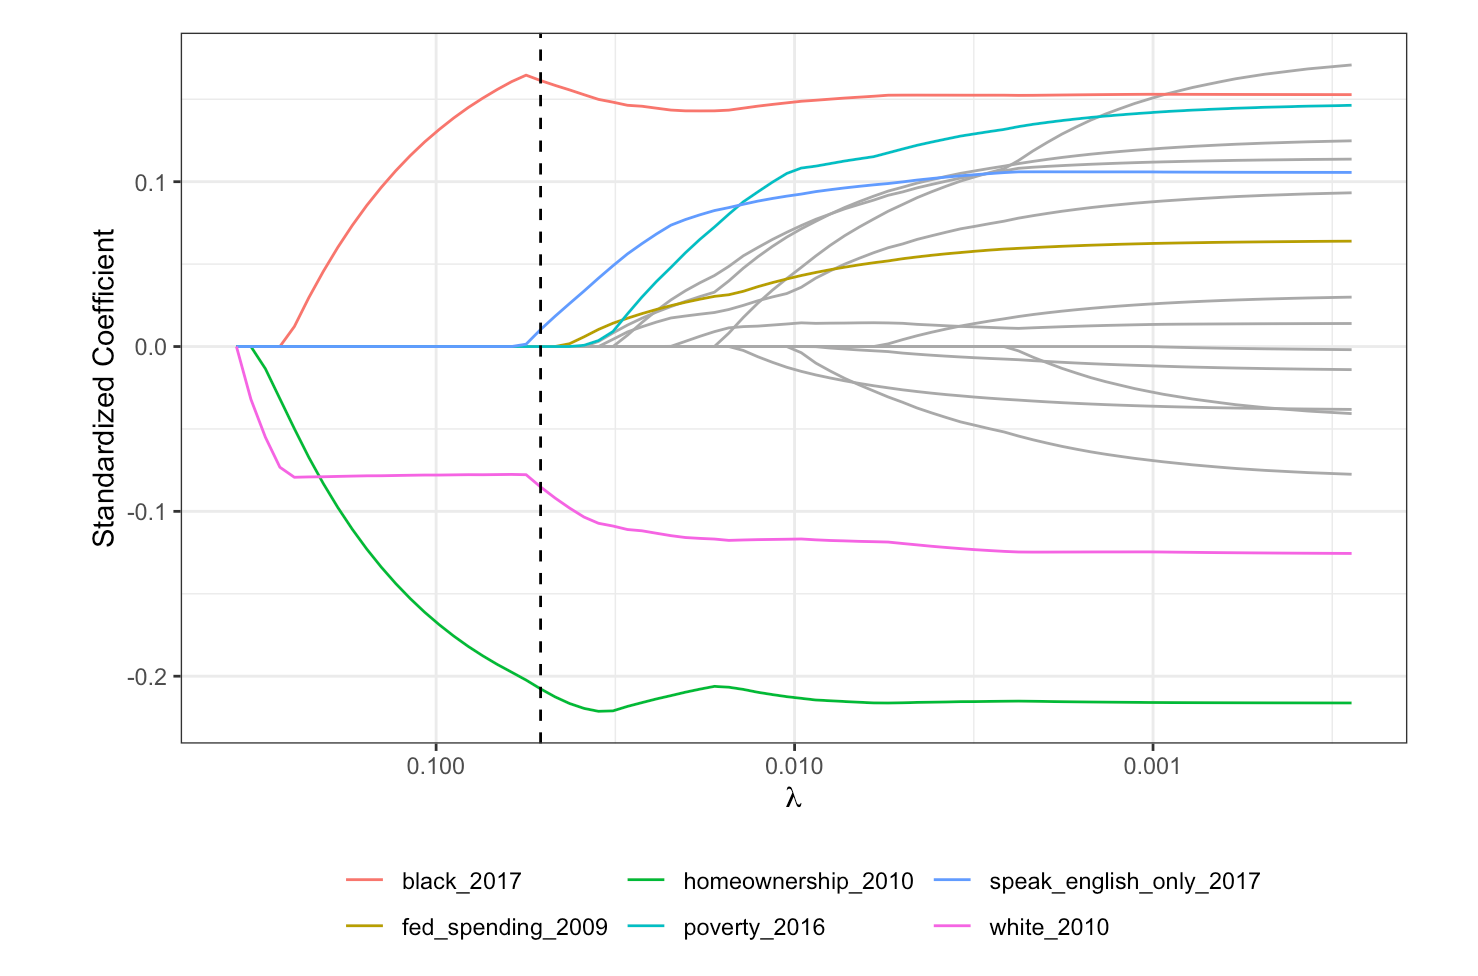 Standardized Coefficient
0.1
0.0
-0.1
-0.2
0.100 0.010 0.001
λ
black_2017 homeownership_2010 speak_english_only_2017
fed_spending_2009 poverty_2016 white_2010